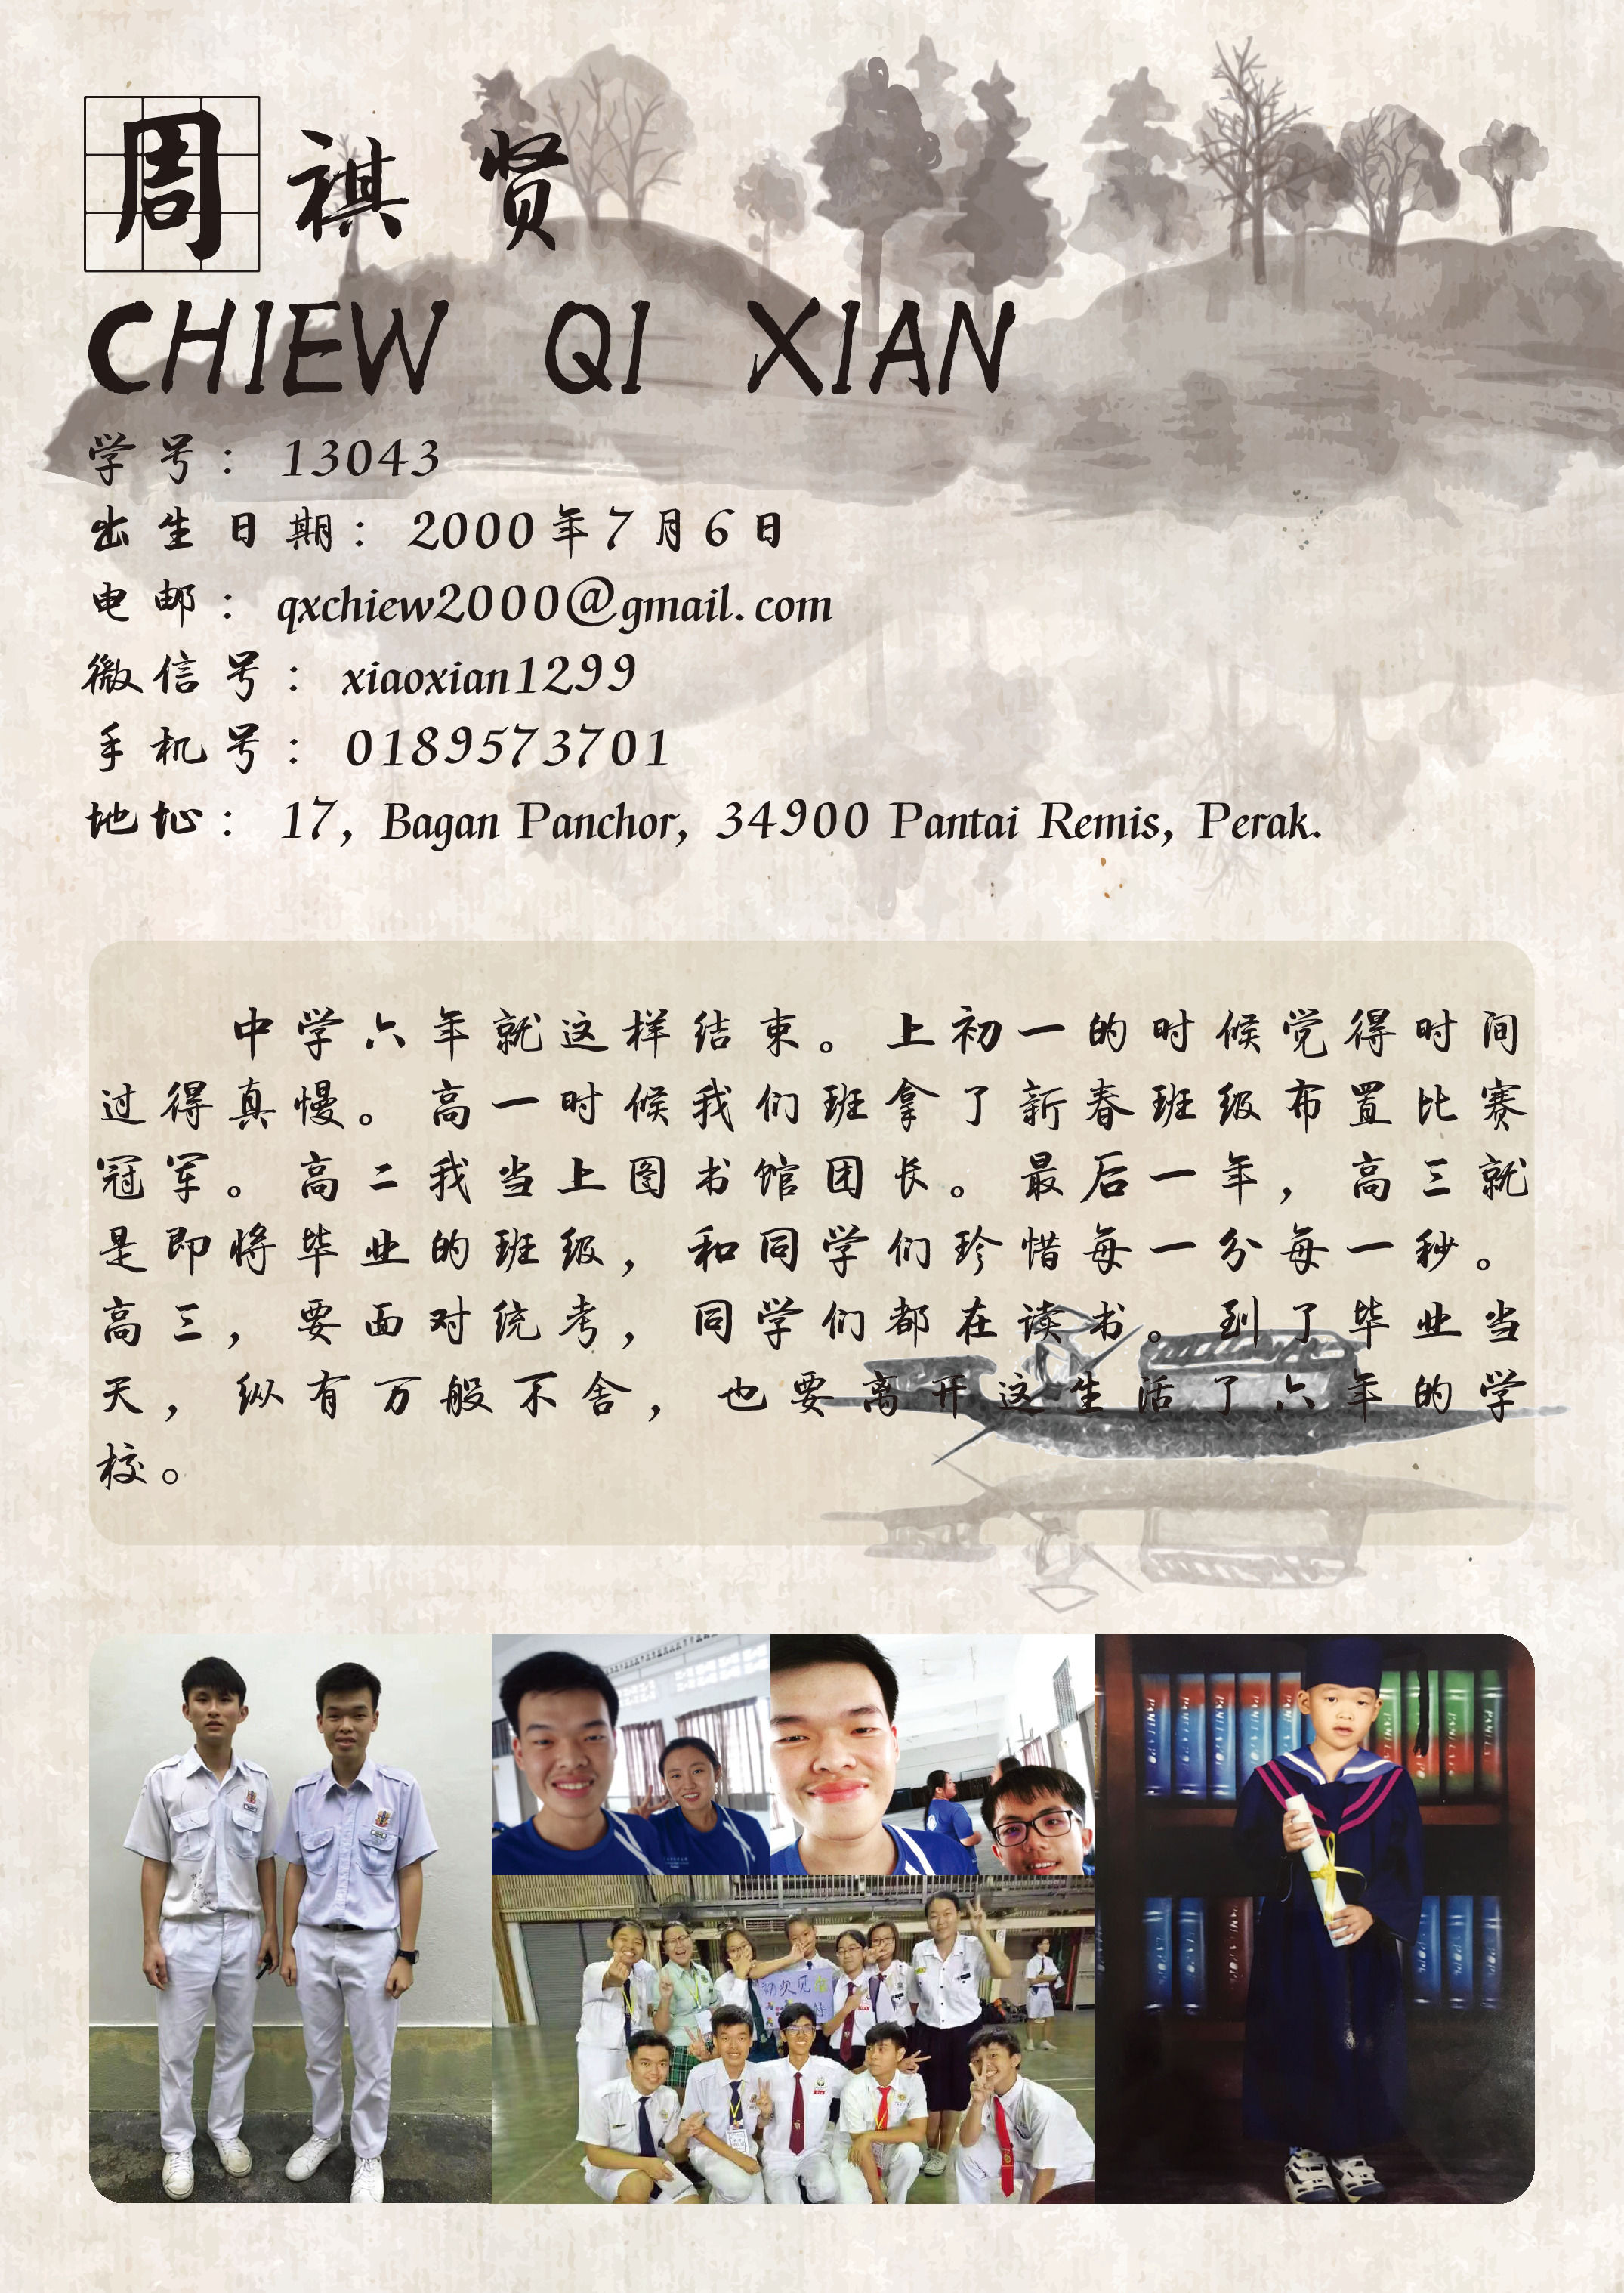 周祺贤
CHIEW QI XIAN
学号：13043
出生日期：2000年7月6日
电邮：qxchiew2000@gmail.com
微信号：xiaoxian1299
手机号：0189573701
地址：17, Bagan Panchor, 34900 Pantai Remis, Perak.
中学六年就这样结束。上初一的时候觉得时间
过得真慢。高一时候我们班拿了新春班级布置比赛
冠军。高二我当上图书馆团长。最后一年，高三就
是即将毕业的班级，和同学们珍惜每一分每一秒。
高三，要面对统考，同学们都在读书。到了毕业当
天，纵有万般不舍，也要离开这生活了六年的学
校。
初次见